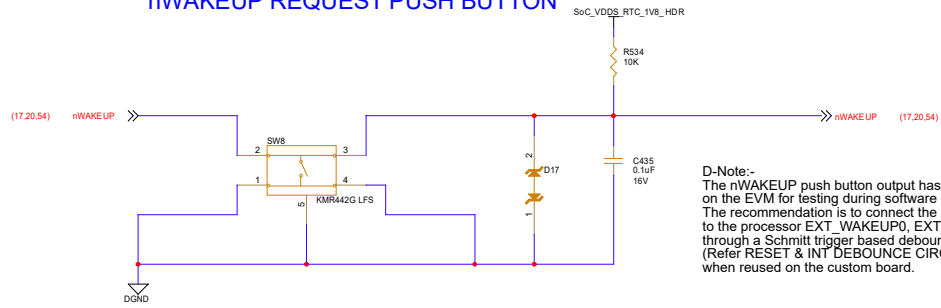 nWAKEUP REQUEST PUSH BUTTON
SoC_VDDS_RTC_1V8_HDR
R534
10K
(17,20,54) nWAKEUP
nWAKEUP (17,20,54)
SW8
2 3
1 4
5
KMR442G LFS
2
D17
1
C435
0.1uF
16V
DGND
D-Note:-
The nWAKEUP push button output has
on the EVM for testing during software
The recommendation is to connect the
to the processor EXT_WAKEUP0, EXT_
through a Schmitt trigger based debour
(Refer RESET & INT DEBOUNCE CIRC
when reused on the custom board.